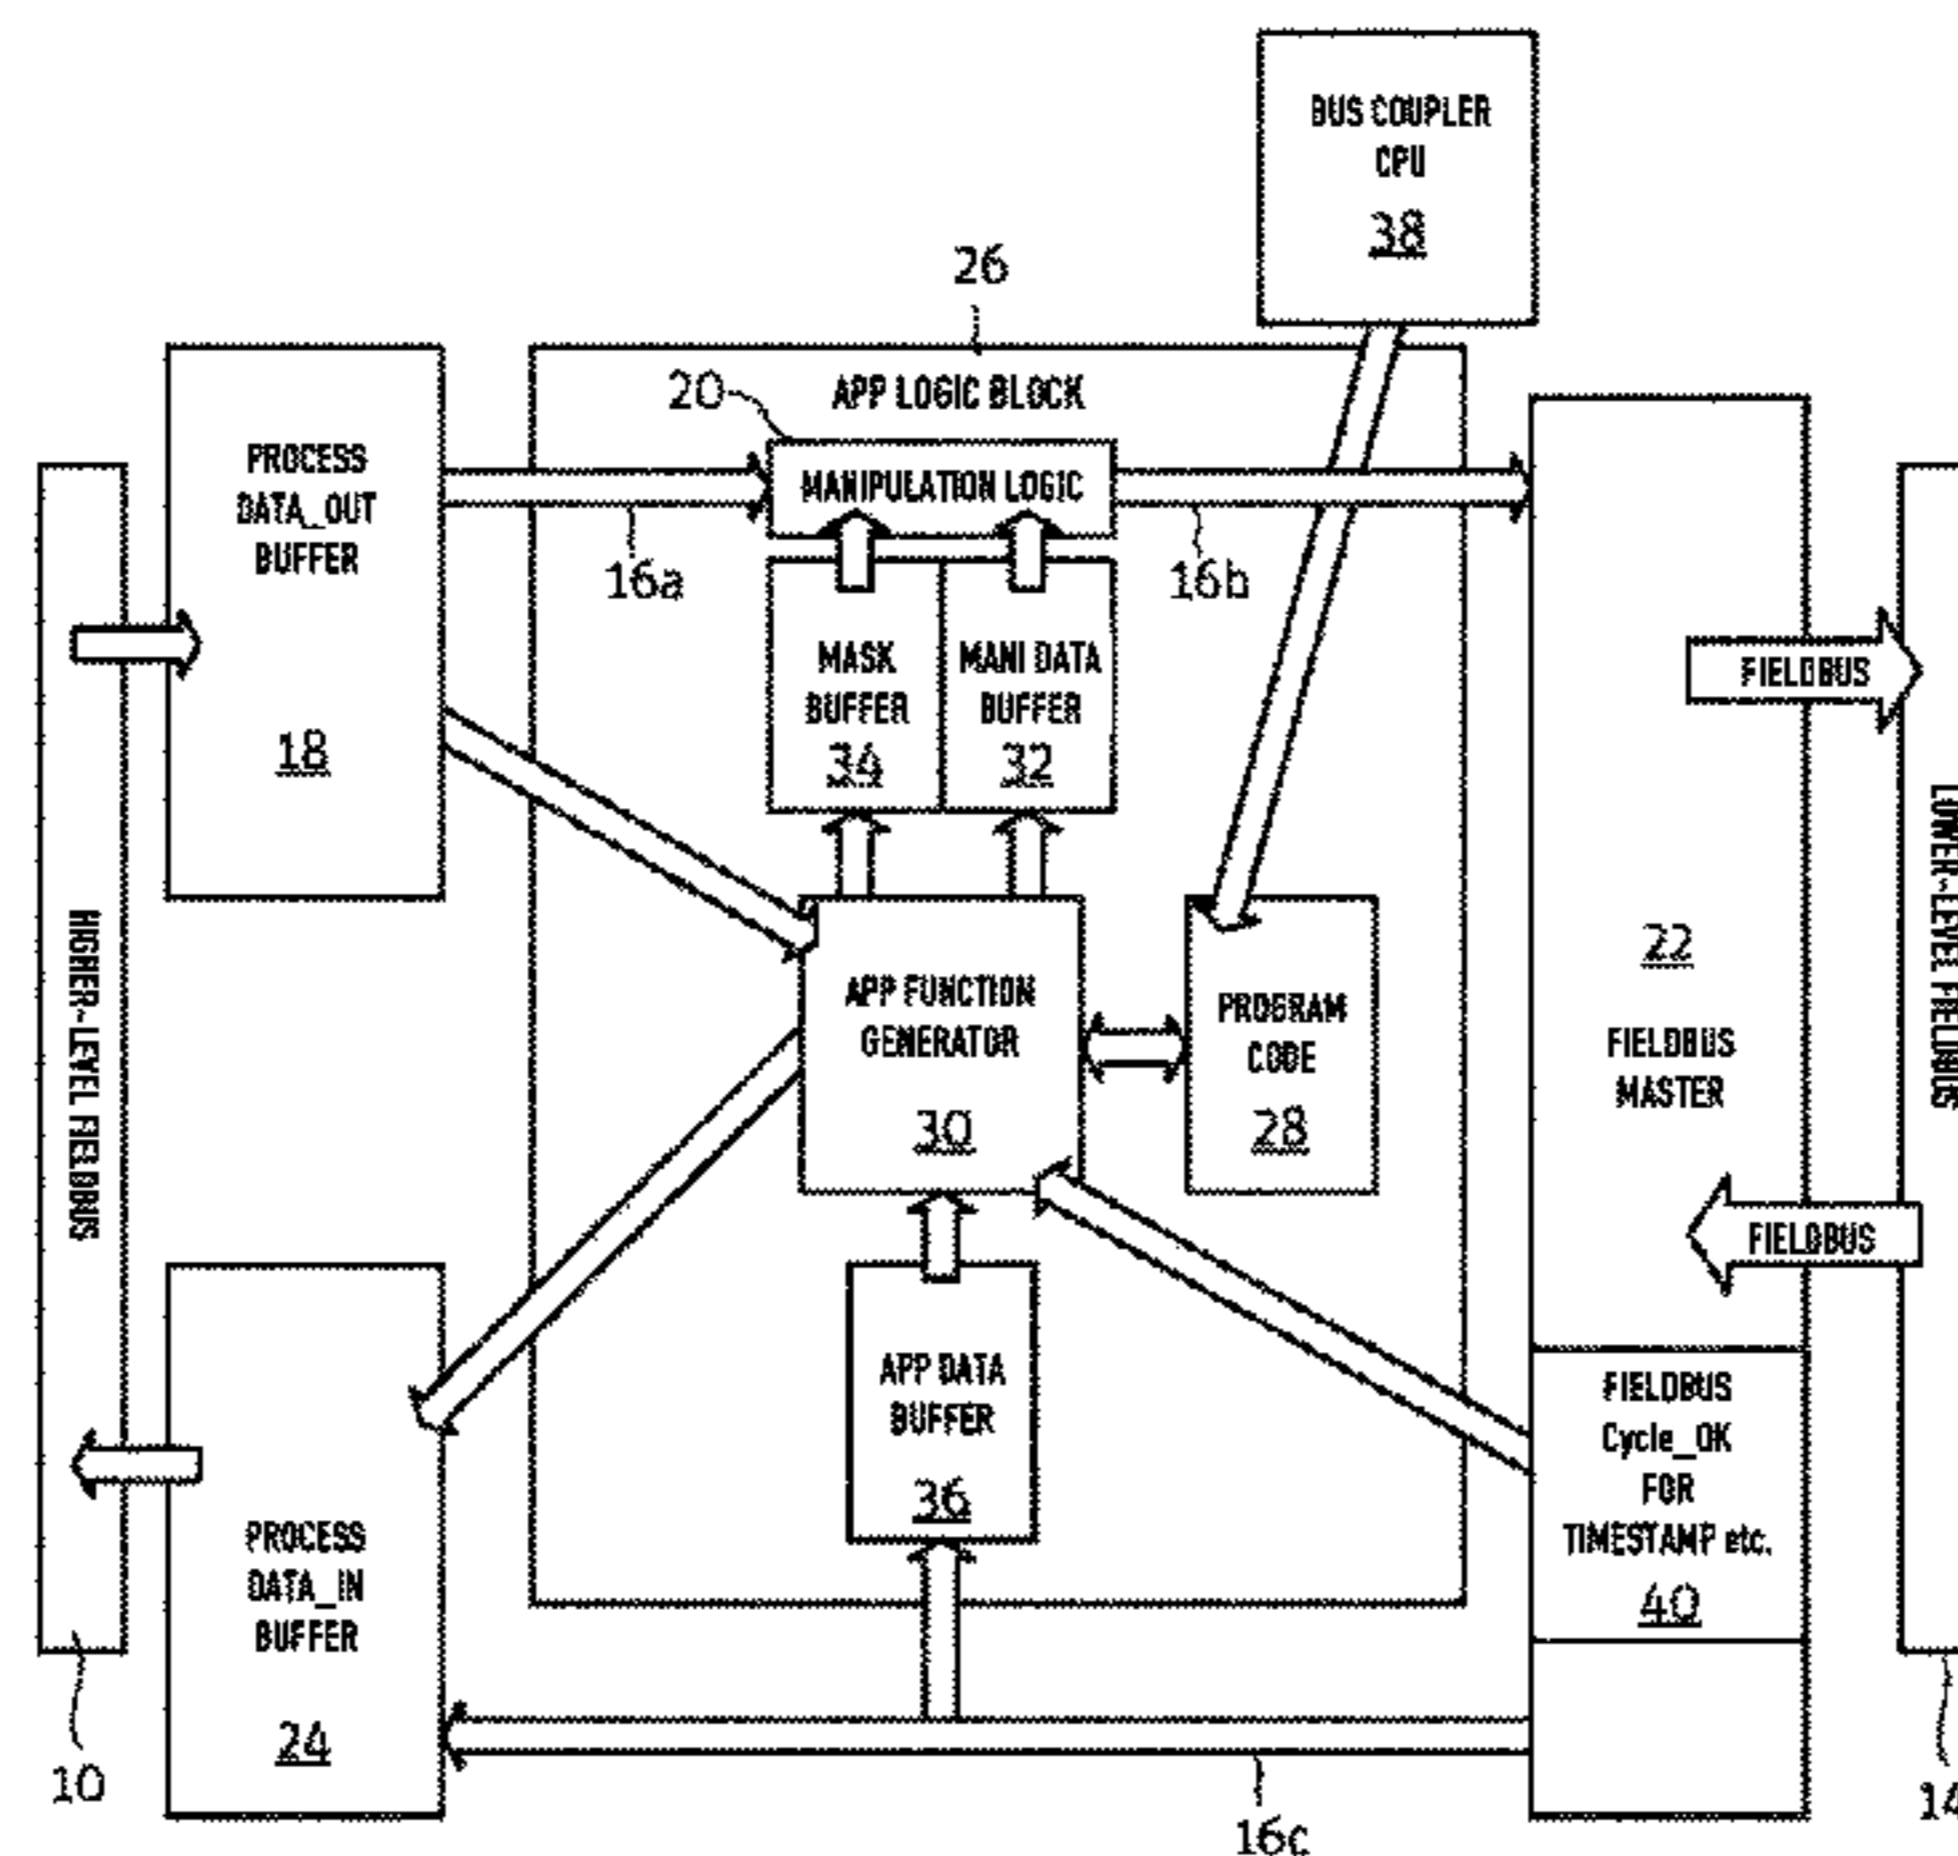 BUS COUPLER
CPU
38
26
APP LOGIC BLOCK
20
MANIPULATION LOGIC
PROCESS
DATA_OUT
BUFFER
18
16a
16b
MASK
BUFFER
34
MANI DATA
BUFFER
32
FIELDBUS
HIGHER-LEVEL FIELDBUS
LOWER-LEVEL FIELDBUS
APP FUNCTION
GENERATOR
30
PROGRAM
CODE
28
22
FIELDBUS
MASTER
FIELDBUS
APP DATA
BUFFER
36
FIELDBUS
Cycle_OK
FOR
TIMESTAMP etc.
40
PROCESS
DATA_IN
BUFFER
24
10
16c
14